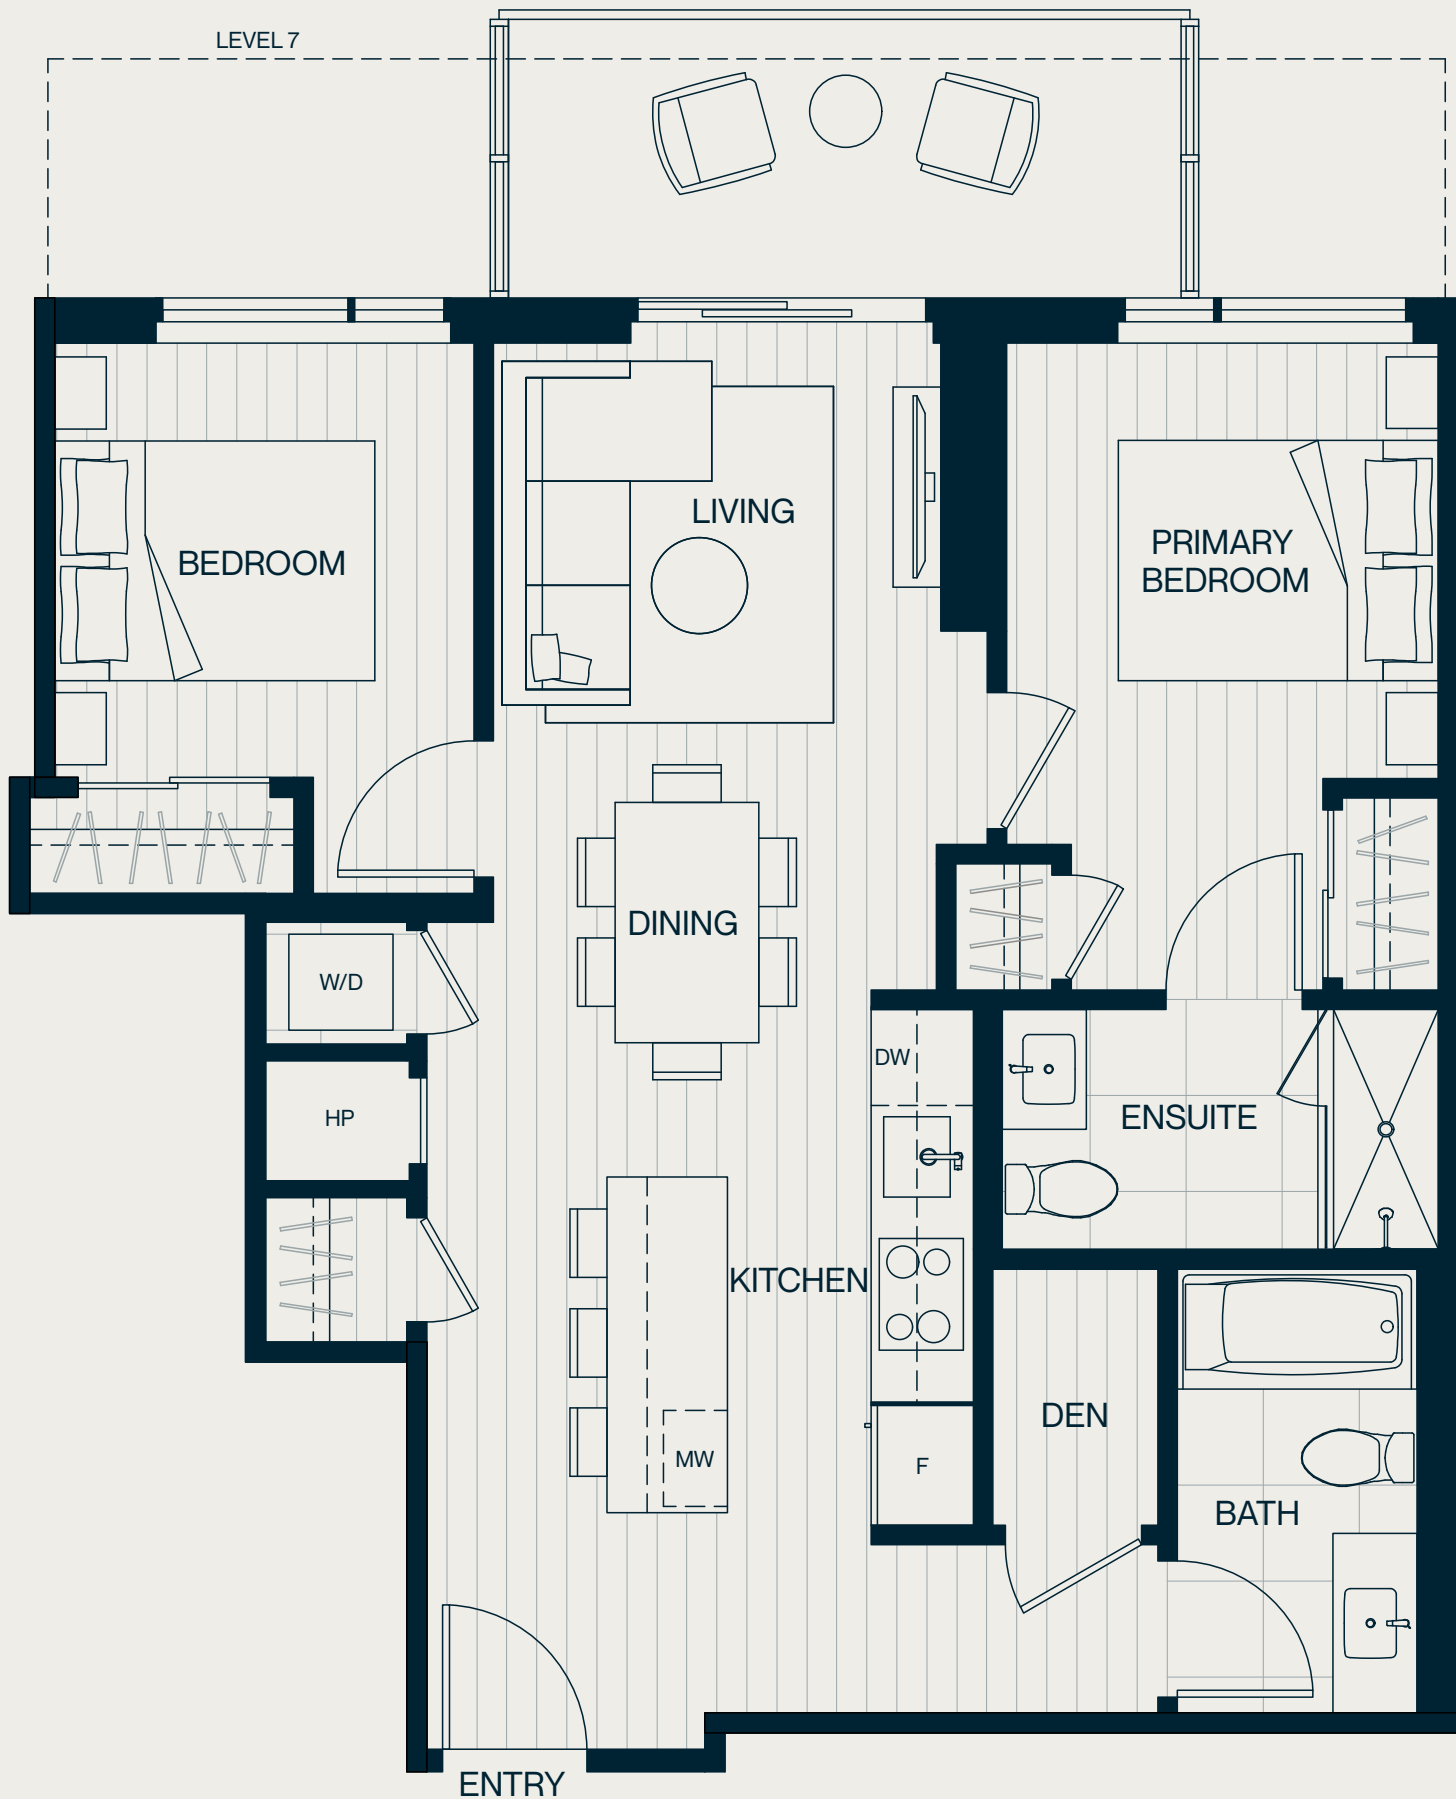 LEVEL 7
LIVING
PRIMARY
BEDROOM
BEDROOM
DINING
W/D
DW
HP
ENSUITE
KITCHEN
DEN
MW
F
BATH
ENTRY